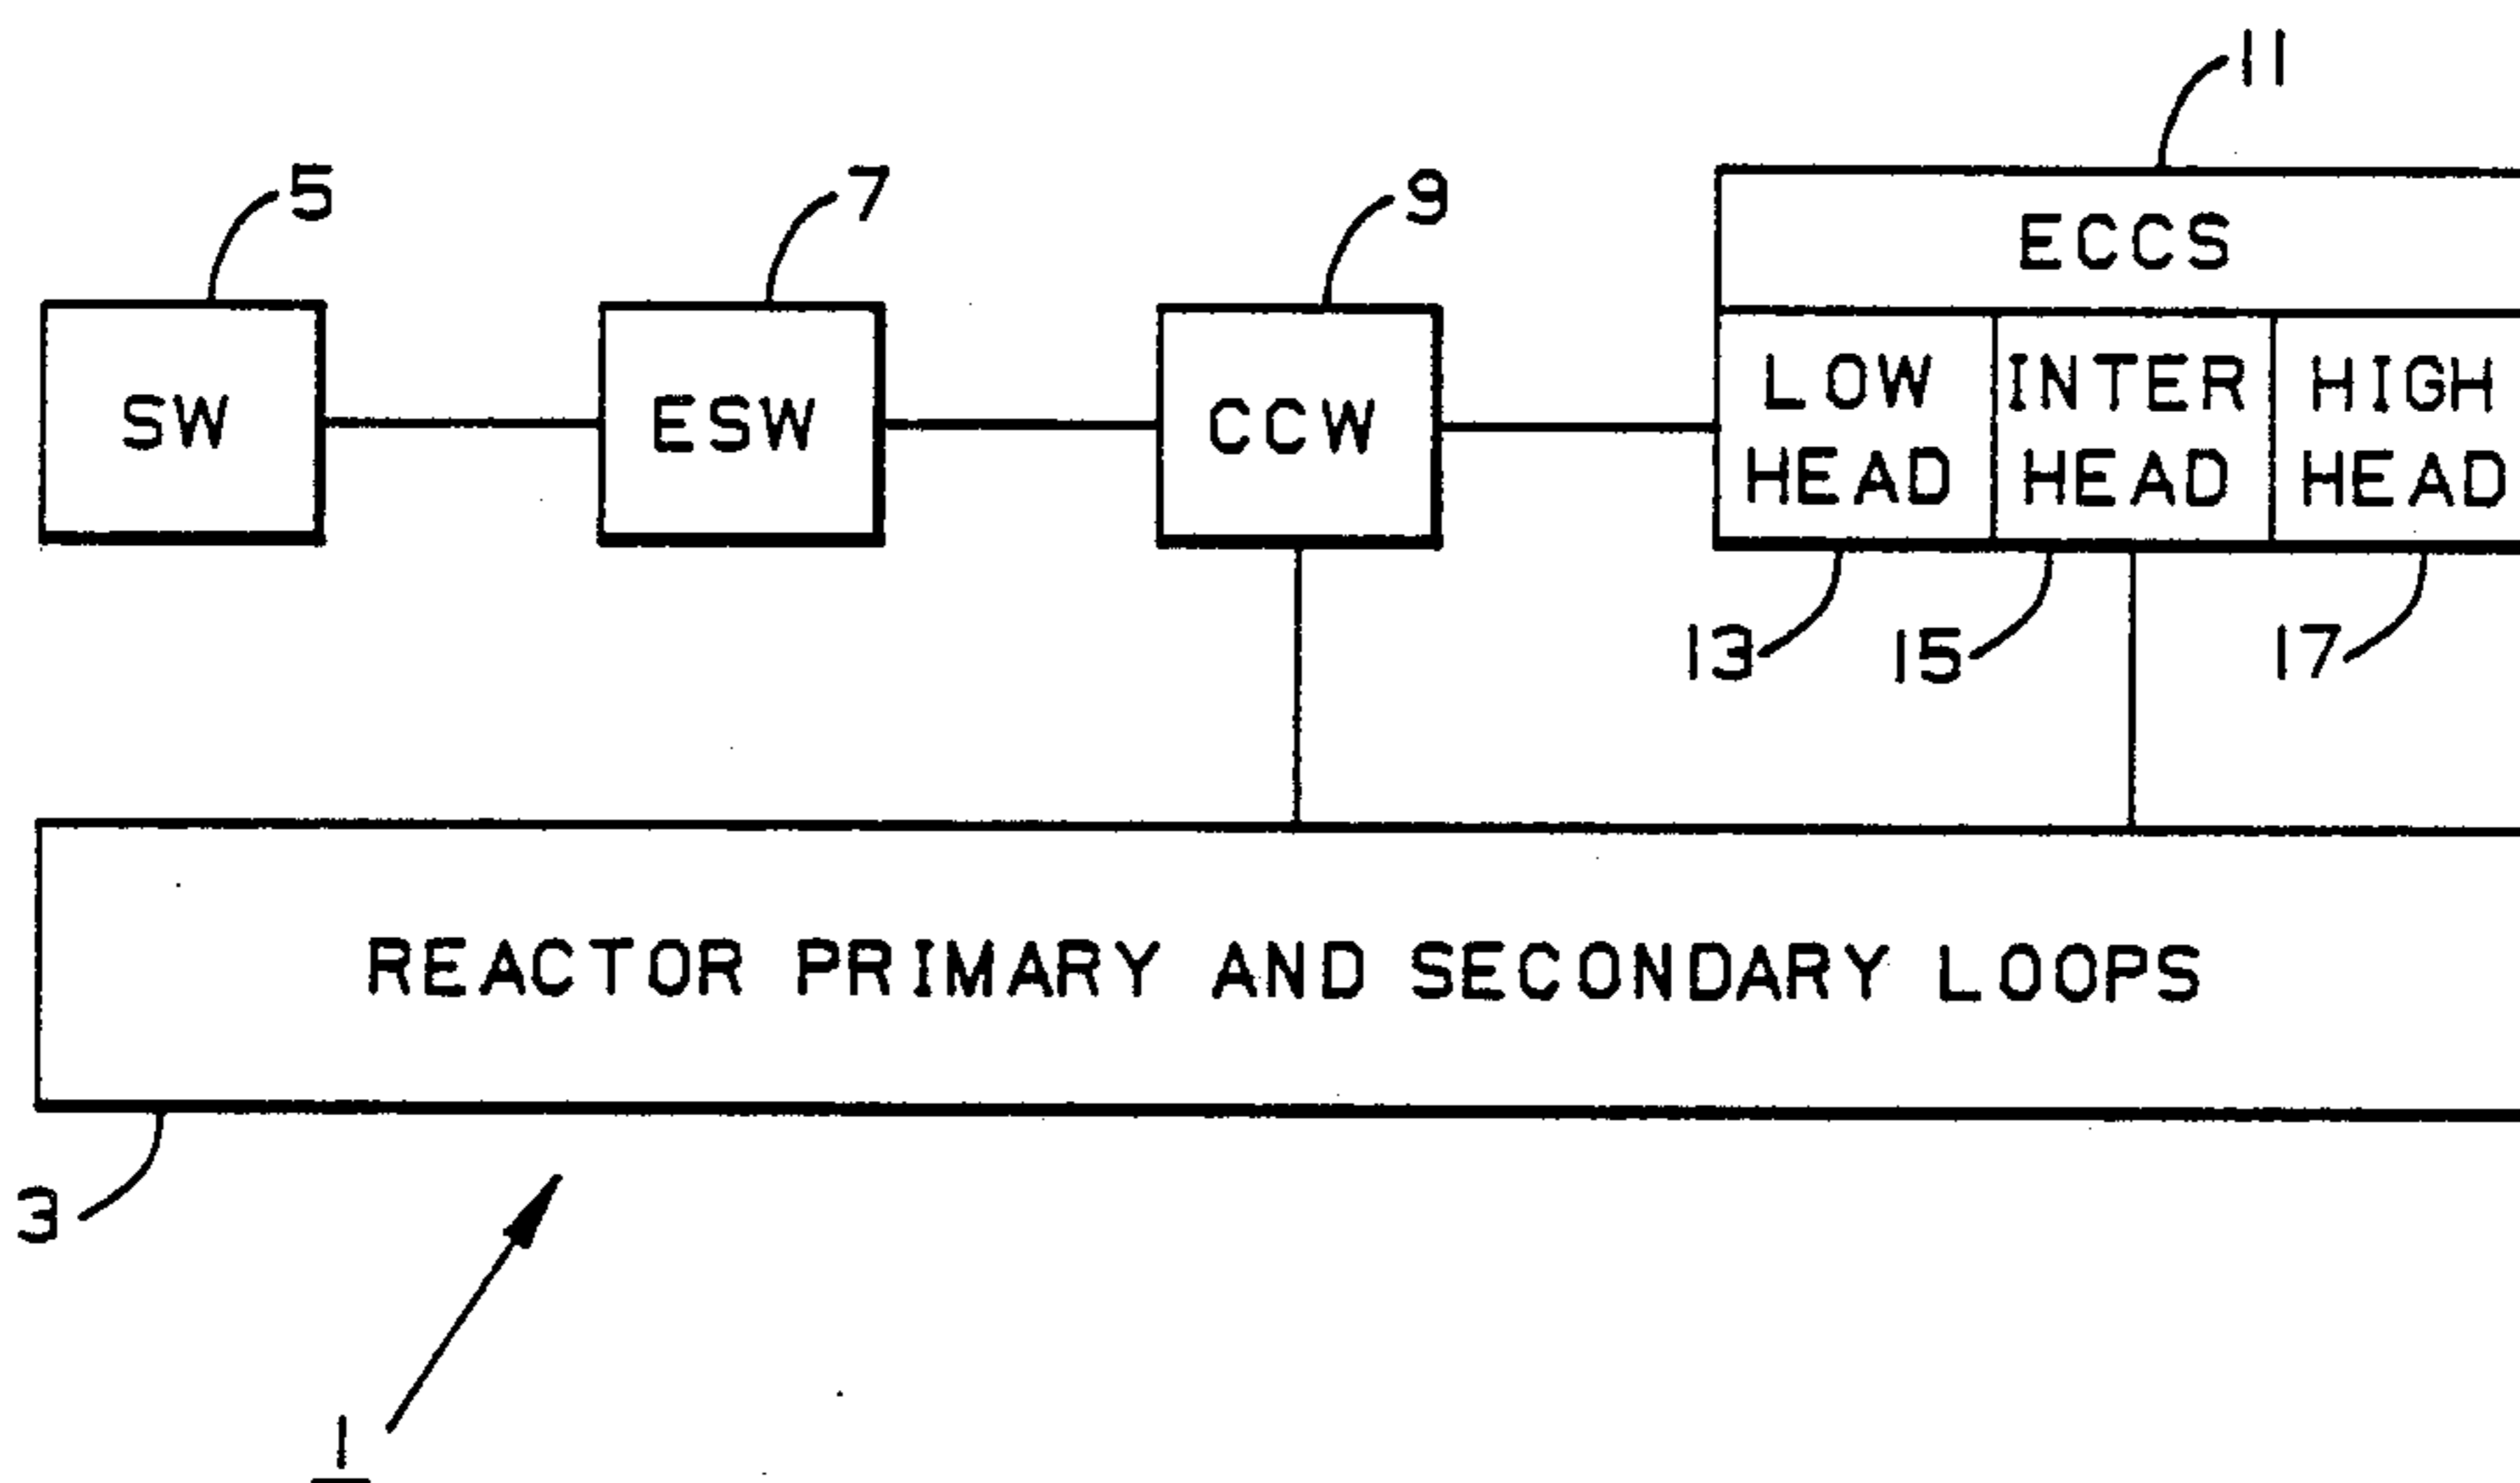 11
5
7
9
ECCS
SW
ESW
CCW
LOW HEAD
INTER HEAD
HIGH HEAD
13
15
17
REACTOR PRIMARY AND SECONDARY LOOPS
3
1